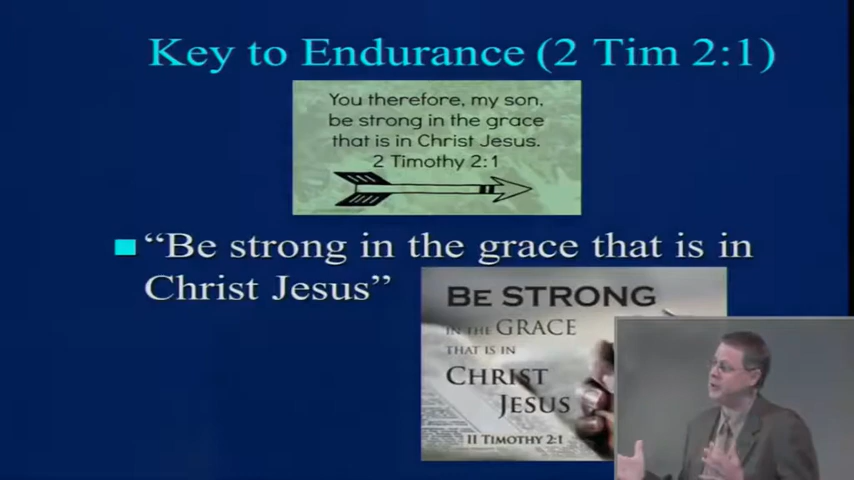 Key to Endurance (2 Tim 2:1)
You therefore, my son,
be strong in the grace
that is in Christ Jesus.
2 Timothy 2:1
“Be strong in the grace that is in
Christ Jesus”
BE STRONG
IN THE GRACE
THAT IS IN
CHRIST
JESUS
II TIMOTHY 2:1